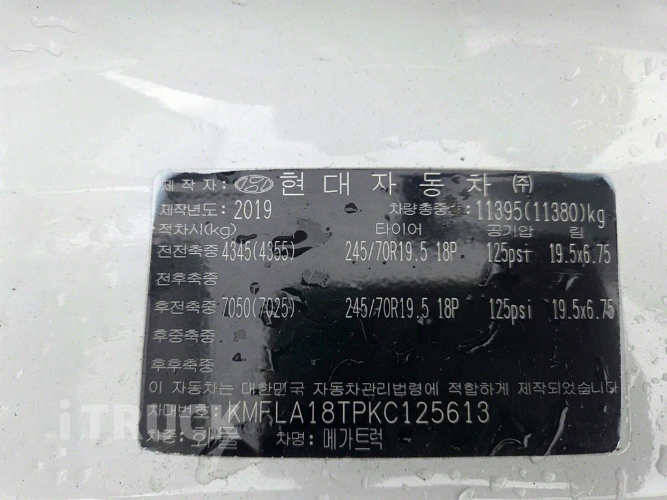 제작자: 현대자동차 ㈜
제작년도: 2019 차량총중량: 11395(11380)kg
적차시(kg) 타이어 공기압 림
전전축중 4345(4355) 245/70R19.5 18P 125psi 19.5x6.75
전후축중
후전축중 7050(7025) 245/70R19.5 18P 125psi 19.5x6.75
후중축중
후후축중
이 자동차는 대한민국 자동차관리법령에 적합하게 제작되었습니다.
차대번호: KMFLA18TPKC125613
차종: 화물 차명: 메가트럭
iTRUCK